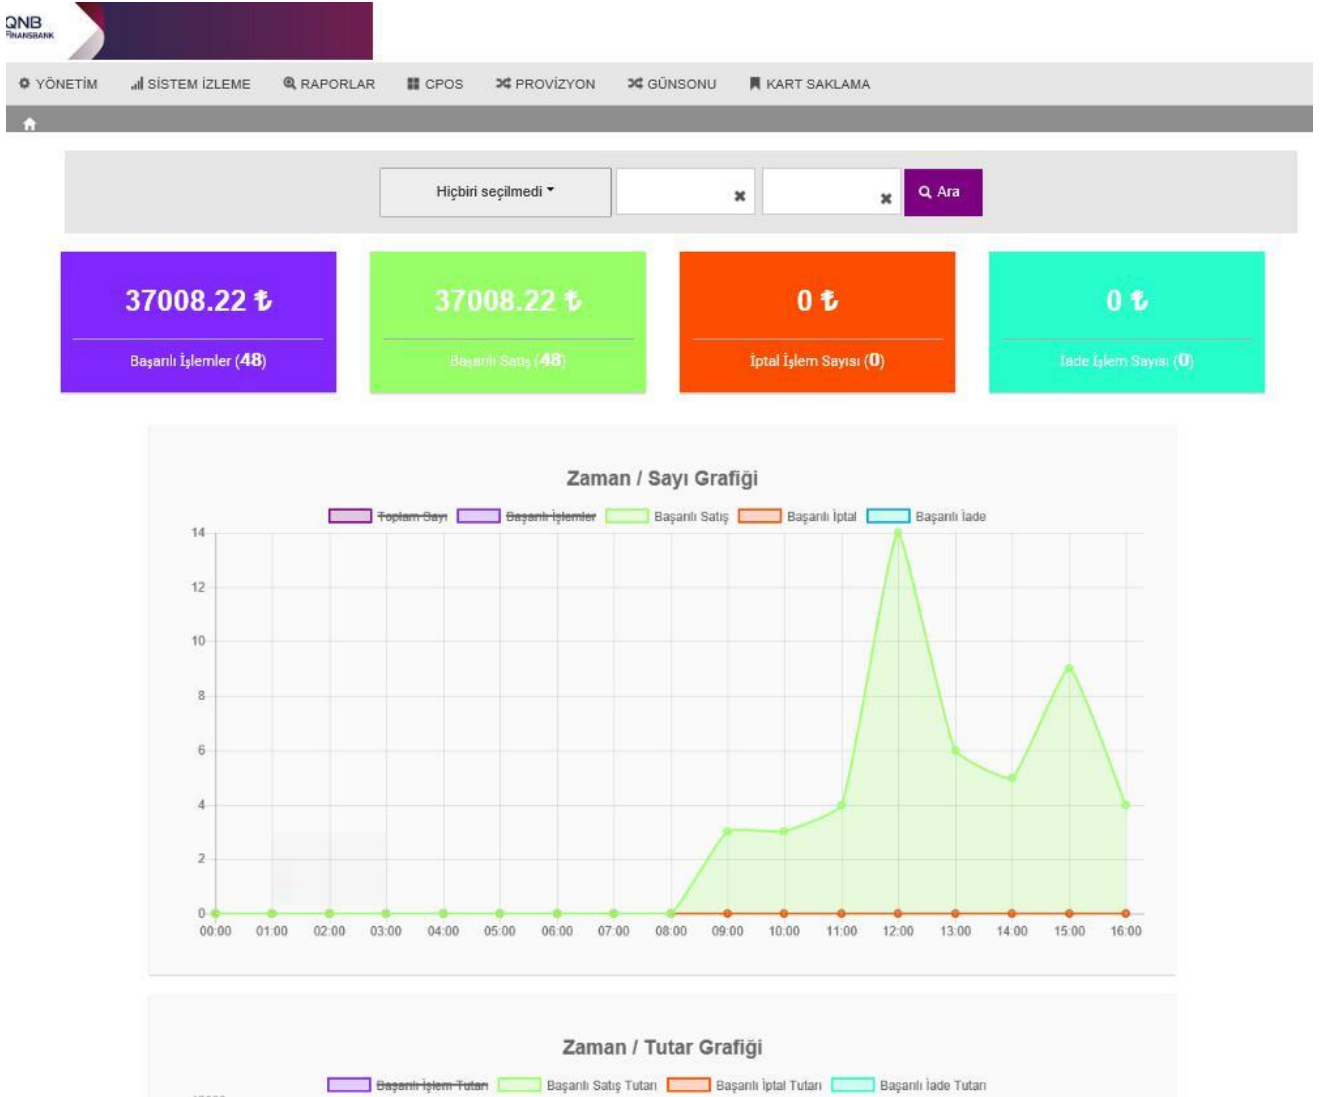 QNB
FİNANSBANK
YÖNETİM SİSTEM İZLEME RAPORLAR CPOS PROVİZYON GÜNSONU KART SAKLAMA
Hiçbiri seçilmedi Ara
37008.22 ₺ 37008.22 ₺ 0 ₺ 0 ₺
Başarılı İşlemler (48) Başarılı Satış (48) İptal İşlem Sayısı (0) İade İşlem Sayısı (0)
Zaman / Sayı Grafiği
Toplam Sayı Başarılı İşlemler Başarılı Satış Başarılı İptal Başarılı İade
14
12
10
8
6
4
2
0
00:00 01:00 02:00 03:00 04:00 05:00 06:00 07:00 08:00 09:00 10:00 11:00 12:00 13:00 14:00 15:00 16:00
Zaman / Tutar Grafiği
Başarılı İşlem Tutarı Başarılı Satış Tutarı Başarılı İptal Tutarı Başarılı İade Tutarı